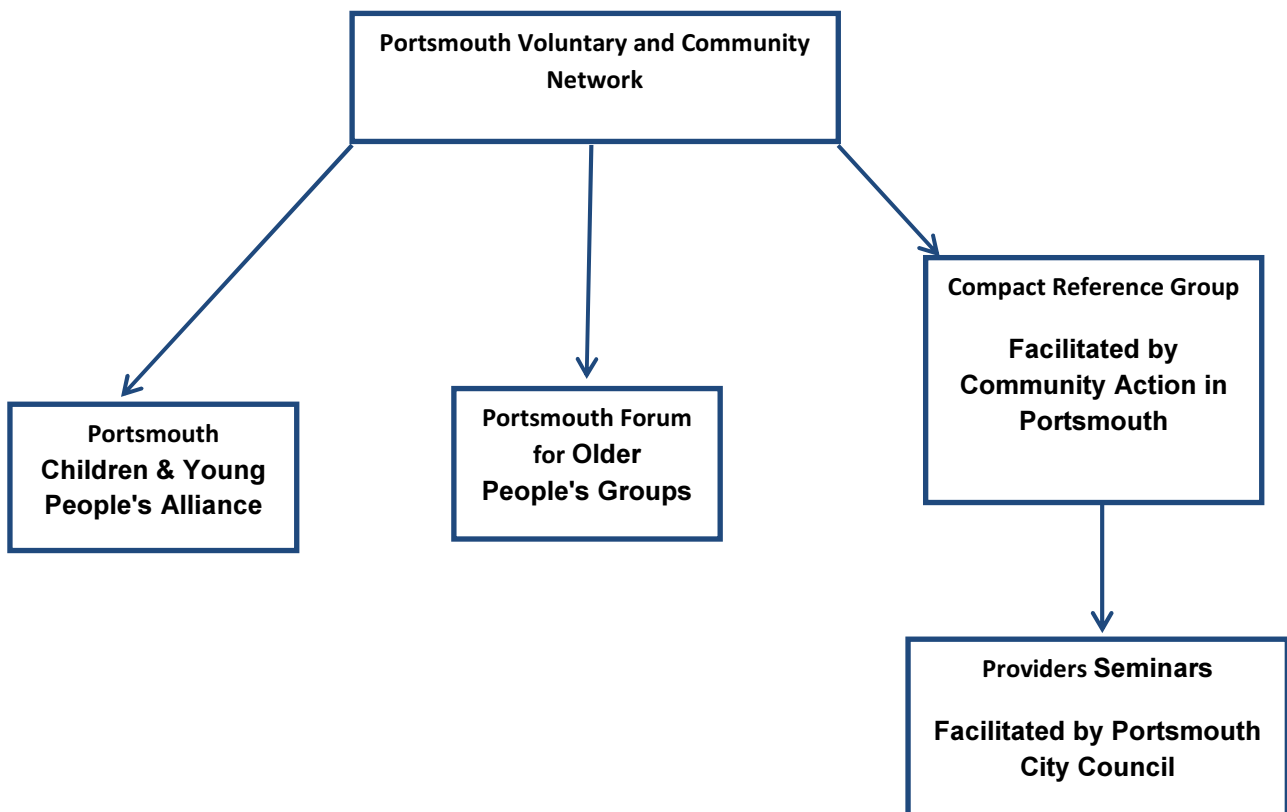 Portsmouth Voluntary and Community
Network
Compact Reference Group
Facilitated by
Community Action in
Portsmouth
Portsmouth
Children & Young
People's Alliance
Portsmouth Forum
for Older
People's Groups
Providers Seminars
Facilitated by Portsmouth
City Council